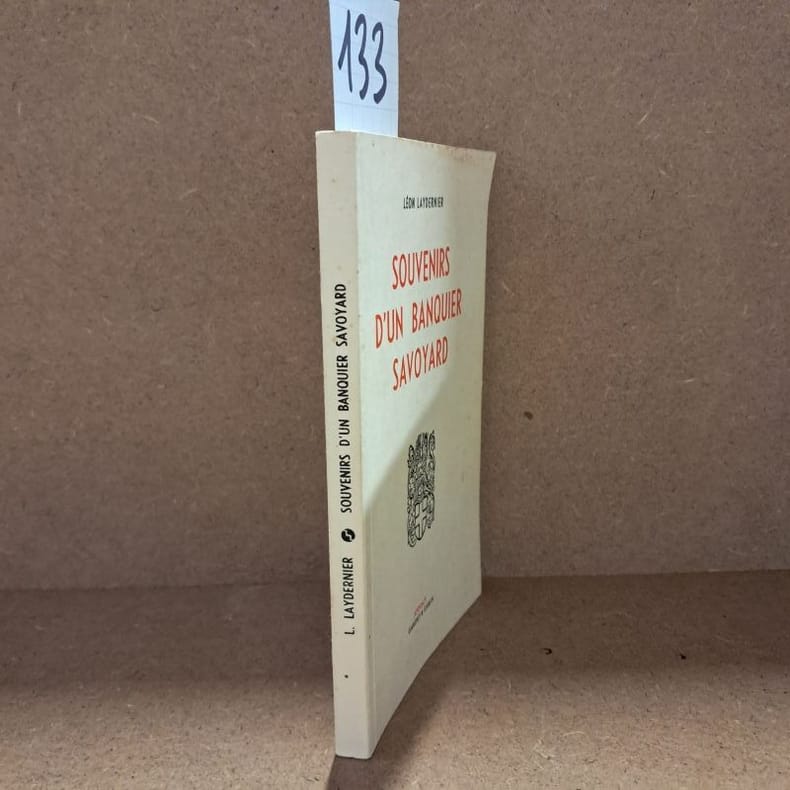 133
LÉON LAYDERNIER
SOUVENIRS
D'UN BANQUIER
SAVOYARD
L. LAYDERNIER SOUVENIRS D'UN BANQUIER SAVOYARD